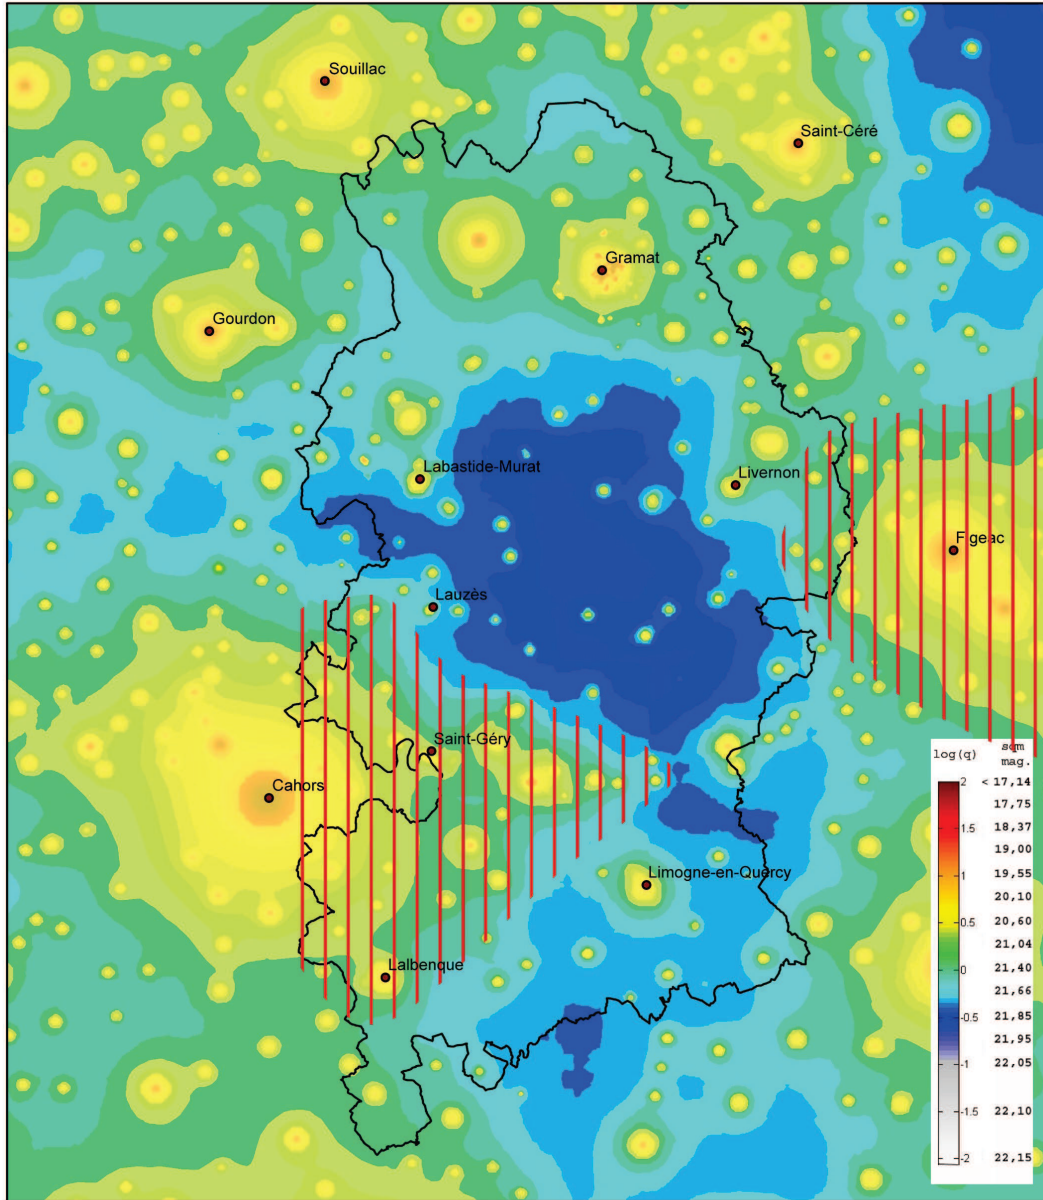 Souillac
Saint-Céré
Gramat
Gourdon
Labastide-Murat
Livernon
Figeac
Lauzès
Saint-Géry
Cahors
Limogne-en-Quercy
Lalbenque
log(q) sqm
mag.
2 < 17,14
17,75
1.5 18,37
19,00
1 19,55
20,10
0.5 20,60
21,04
0 21,40
21,66
-0.5 21,85
21,95
-1 22,05
-1.5 22,10
-2 22,15